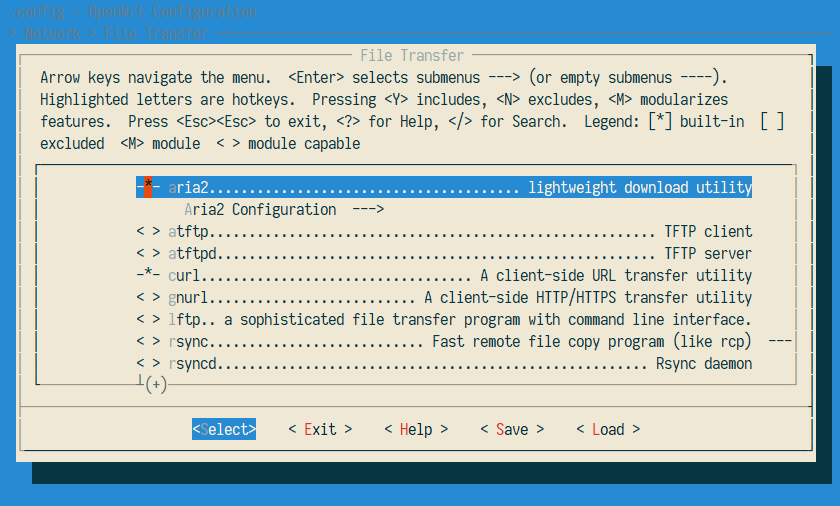 .config - OpenWrt Configuration
> Network > File Transfer
File Transfer
Arrow keys navigate the menu.  <Enter> selects submenus ---> (or empty submenus ----).
Highlighted letters are hotkeys.  Pressing <Y> includes, <N> excludes, <M> modularizes
features.  Press <Esc><Esc> to exit, <?> for Help, </> for Search.  Legend: [*] built-in  [ ]
excluded  <M> module  < > module capable
-*- aria2....................................... lightweight download utility
Aria2 Configuration  --->
< > atftp........................................................ TFTP client
< > atftpd....................................................... TFTP server
-*- curl.................................. A client-side URL transfer utility
< > gnurl.......................... A client-side HTTP/HTTPS transfer utility
< > lftp.. a sophisticated file transfer program with command line interface.
< > rsync........................... Fast remote file copy program (like rcp)  ---
< > rsyncd...................................................... Rsync daemon
┴(+)
<Select>    < Exit >    < Help >    < Save >    < Load >